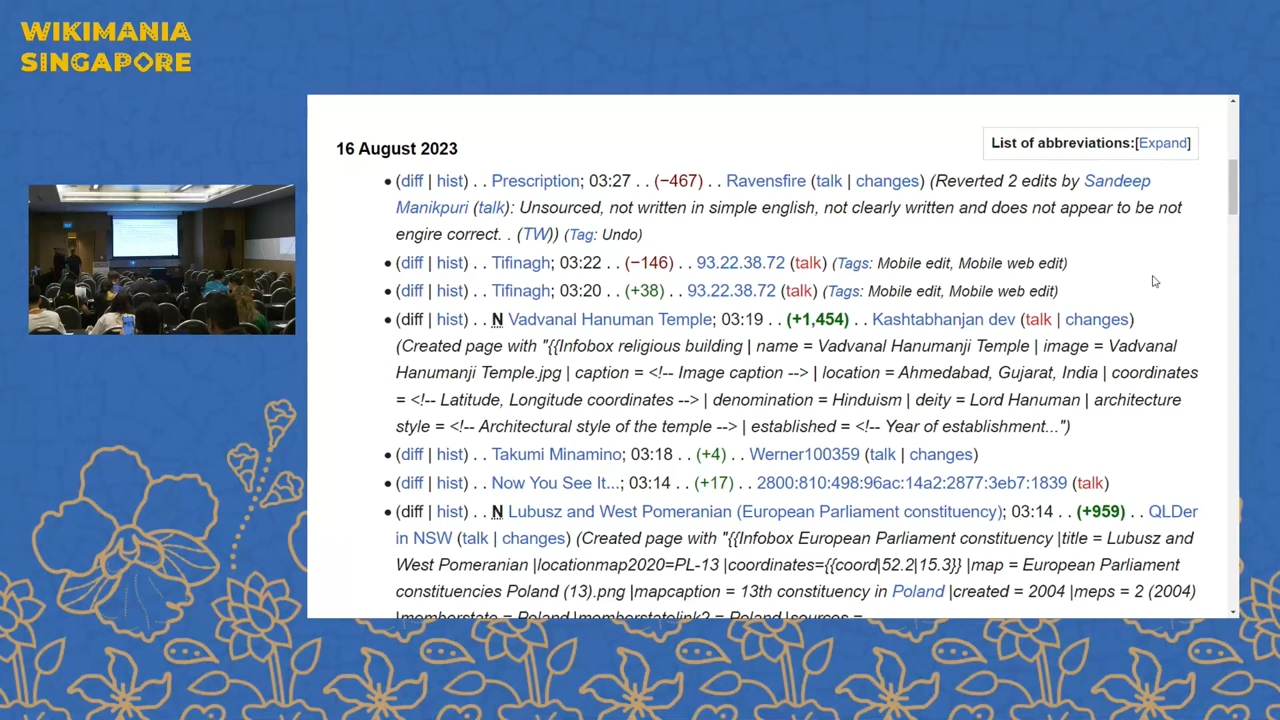 WIKIMANIA
SINGAPORE
List of abbreviations:[Expand]
16 August 2023
(diff | hist) . . Prescription; 03:27 . . (−467) . . Ravensfire (talk | changes) (Reverted 2 edits by Sandeep
Manikpuri (talk): Unsourced, not written in simple english, not clearly written and does not appear to be not
engire correct. . (TW)) (Tag: Undo)
(diff | hist) . . Tifinagh; 03:22 . . (−146) . . 93.22.38.72 (talk) (Tags: Mobile edit, Mobile web edit)
(diff | hist) . . Tifinagh; 03:20 . . (+38) . . 93.22.38.72 (talk) (Tags: Mobile edit, Mobile web edit)
(diff | hist) . . N Vadvanal Hanuman Temple; 03:19 . . (+1,454) . . Kashtabhanjan dev (talk | changes)
(Created page with "{{Infobox religious building | name = Vadvanal Hanumanji Temple | image = Vadvanal
Hanumanji Temple.jpg | caption = <!-- Image caption --> | location = Ahmedabad, Gujarat, India | coordinates
= <!-- Latitude, Longitude coordinates --> | denomination = Hinduism | deity = Lord Hanuman | architecture
style = <!-- Architectural style of the temple --> | established = <!-- Year of establishment...")
(diff | hist) . . Takumi Minamino; 03:18 . . (+4) . . Werner100359 (talk | changes)
(diff | hist) . . Now You See It...; 03:14 . . (+17) . . 2800:810:498:96ac:14a2:2877:3eb7:1839 (talk)
(diff | hist) . . N Lubusz and West Pomeranian (European Parliament constituency); 03:14 . . (+959) . . QLDer
in NSW (talk | changes) (Created page with "{{Infobox European Parliament constituency |title = Lubusz and
West Pomeranian |locationmap2020=PL-13 |coordinates={{coord|52.2|15.3}} |map = European Parliament
constituencies Poland (13).png |mapcaption = 13th constituency in Poland |created = 2004 |meps = 2 (2004)
|memberstate = Poland |memberstatelink2 = Poland |sources =